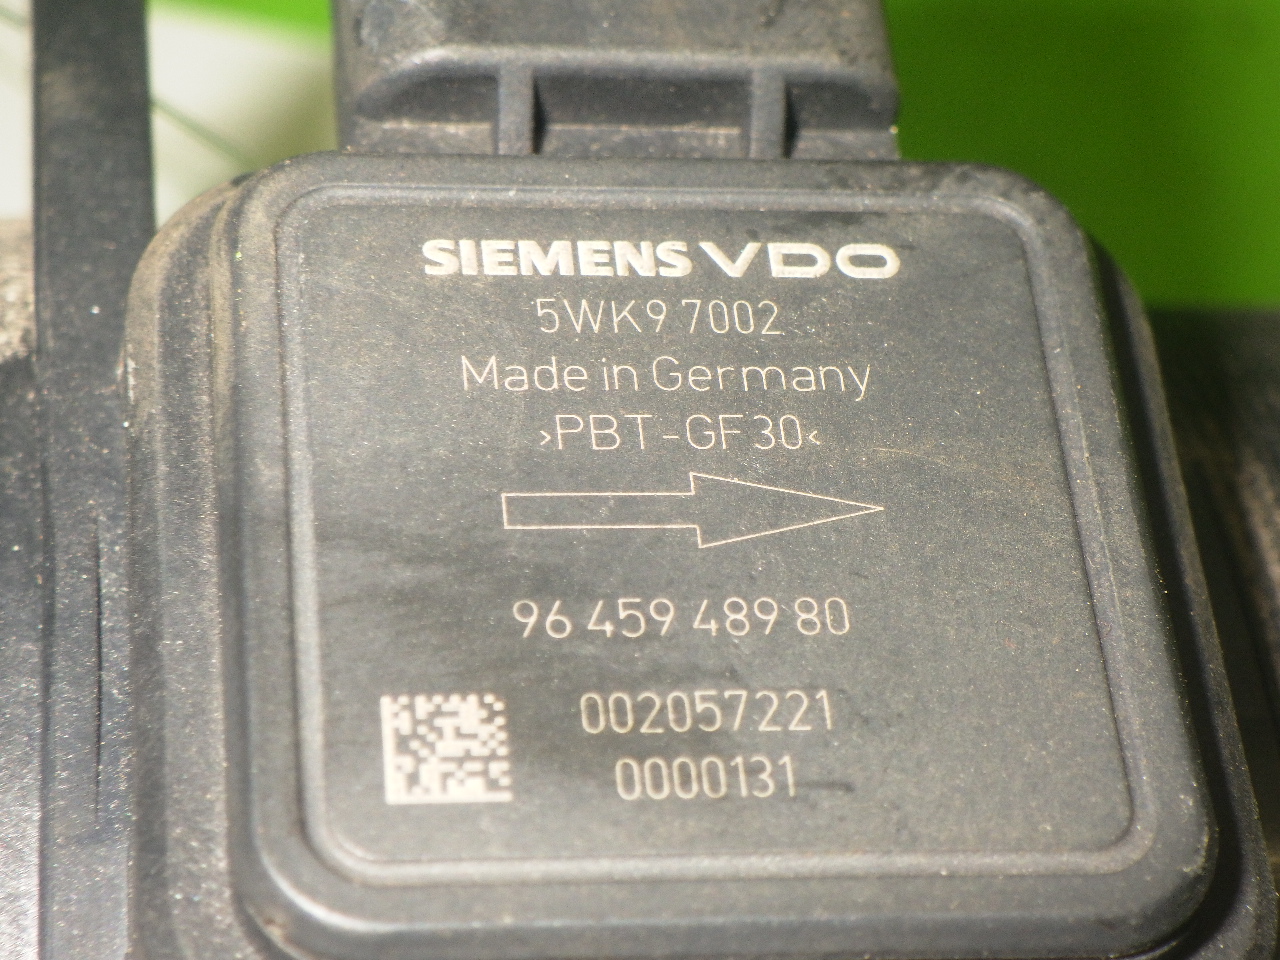 SIEMENS VDO
5WK9 7002
Made in Germany
>PBT-GF30<
96 459 489 80
002057221
0000131